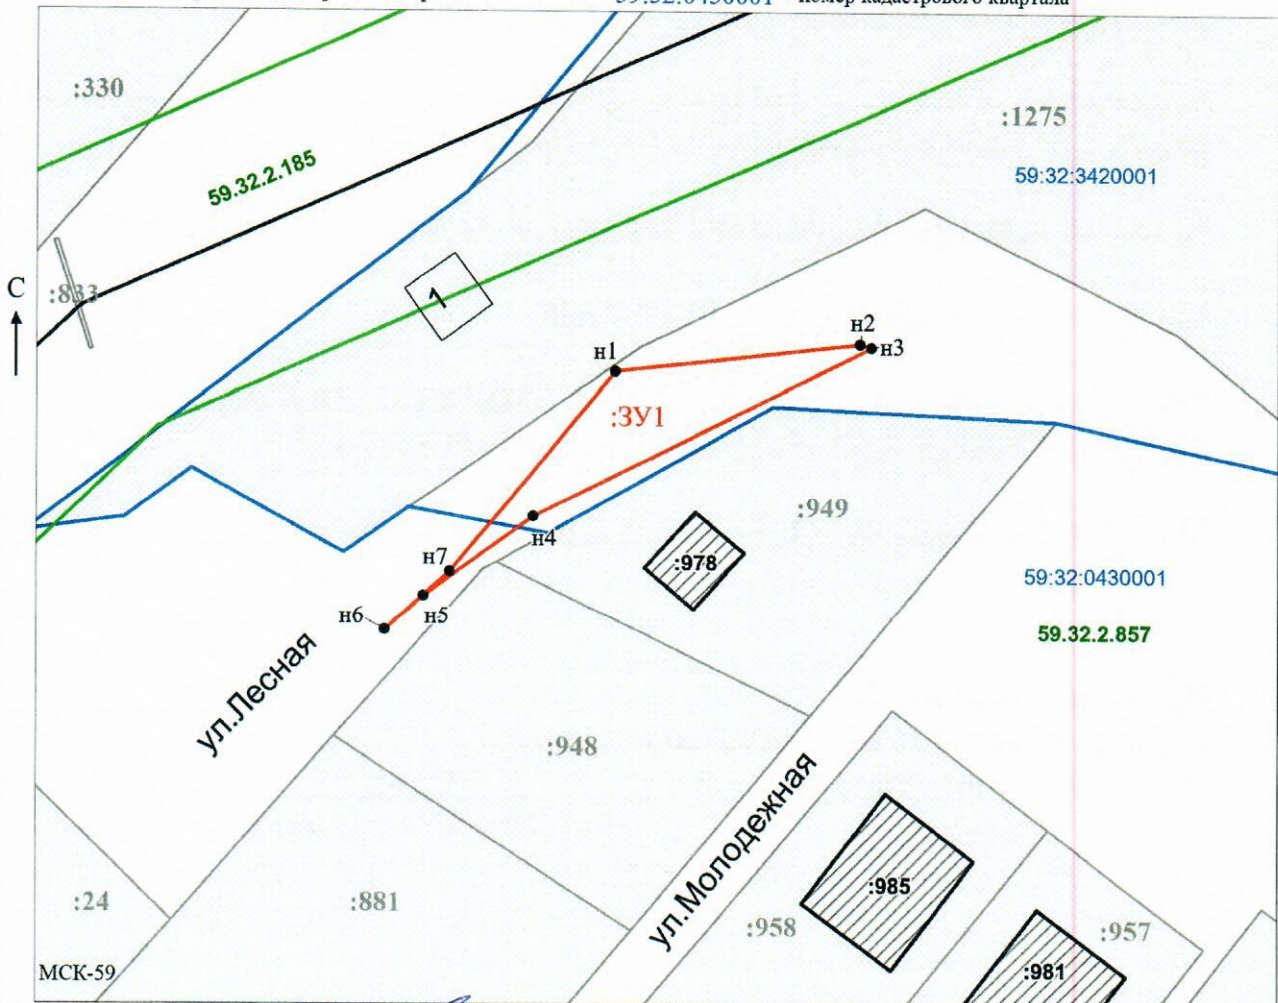 59:32:0430001 - номер кадастрового квартала
:330
:1275
59.32.2.185
59:32:3420001
С
:833
1
н1
н2
н3
:ЗУ1
:949
н4
н7
:978
59:32:0430001
н6
н5
59.32.2.857
ул.Лесная
:948
ул.Молодежная
:985
:24
:881
:958
:957
МСК-59
:981